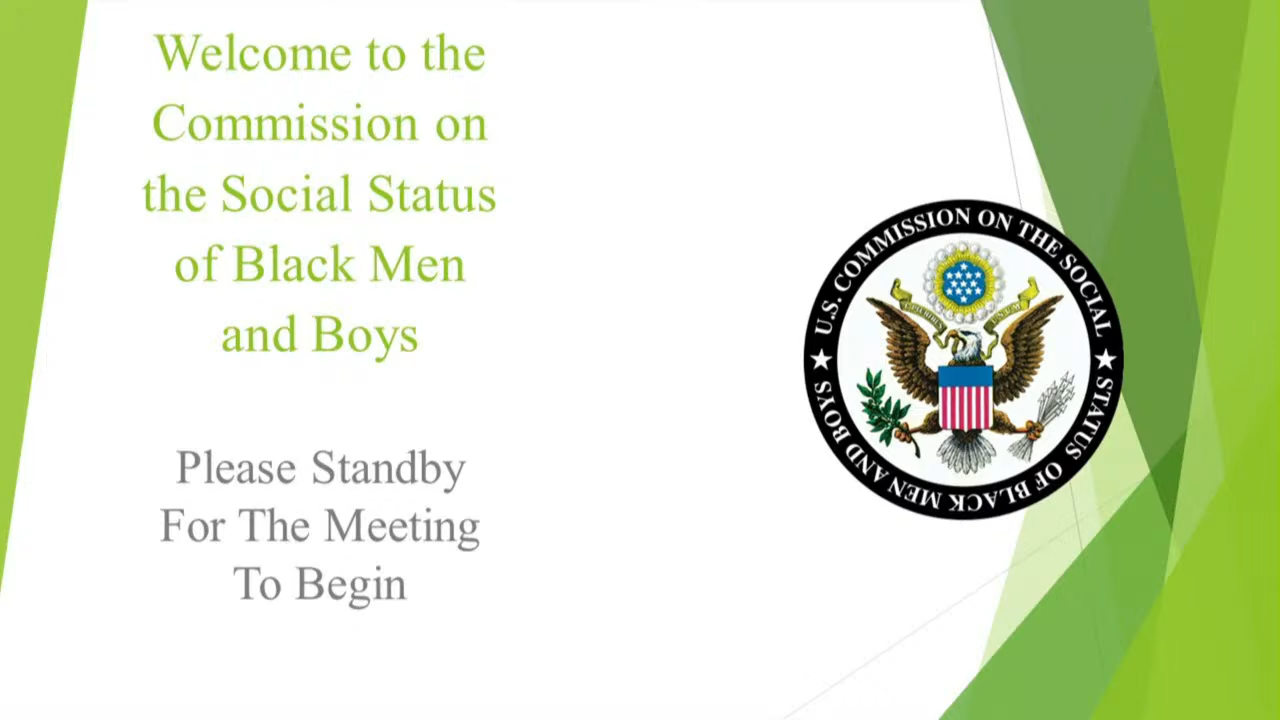 Welcome to the
Commission on
the Social Status
of Black Men
and Boys
Please Standby
For The Meeting
To Begin
U.S. COMMISSION ON THE SOCIAL STATUS OF BLACK MEN AND BOYS